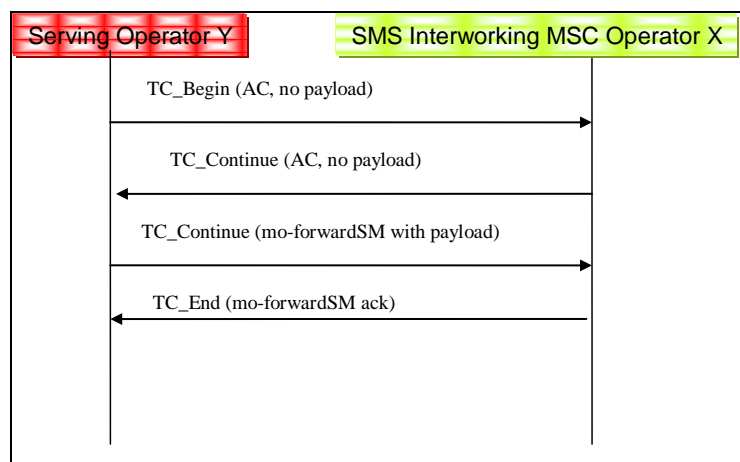 Serving Operator Y
SMS Interworking MSC Operator X
TC_Begin (AC, no payload)
TC_Continue (AC, no payload)
TC_Continue (mo-forwardSM with payload)
TC_End (mo-forwardSM ack)